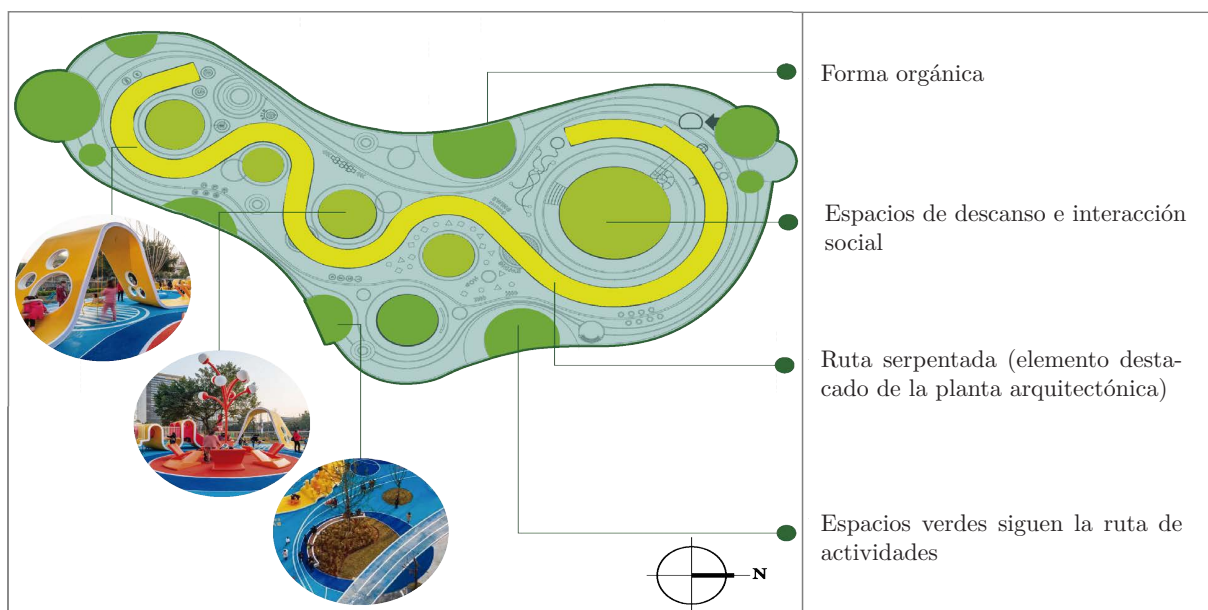 Forma orgánica
Espacios de descanso e interacción
social
Ruta serpentada (elemento desta-
cado de la planta arquitectónica)
Espacios verdes siguen la ruta de
actividades
N